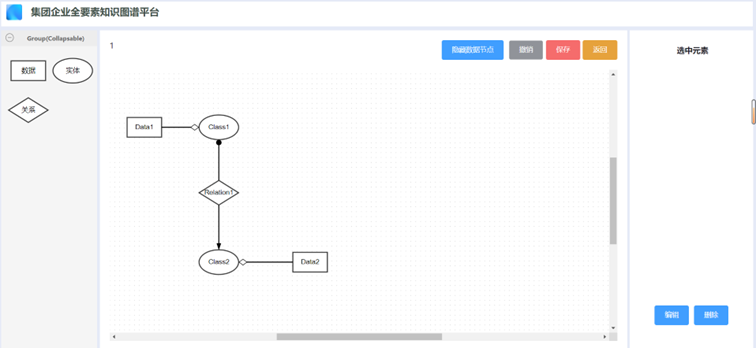 集团企业全要素知识图谱平台
Group(Collapsable)
数据
实体
关系
1
隐藏数据节点
撤销
保存
返回
选中元素
Data1
Class1
Relation1
Class2
Data2
编辑
删除